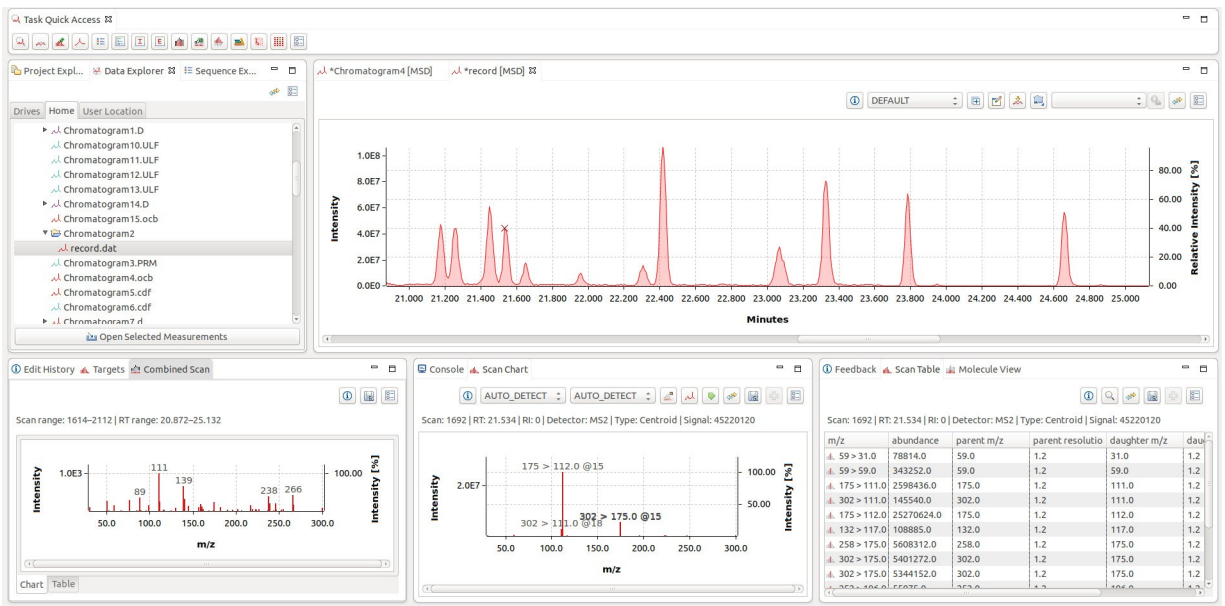 Task Quick Access
Project Expl... Data Explorer Sequence Ex...
Drives Home User Location
Chromatogram1.D
Chromatogram10.ULF
Chromatogram11.ULF
Chromatogram12.ULF
Chromatogram13.ULF
Chromatogram14.D
Chromatogram15.ocb
Chromatogram2
record.dat
Chromatogram3.PRM
Chromatogram4.ocb
Chromatogram5.cdf
Chromatogram6.cdf
Chromatogram7.d
Open Selected Measurements
*Chromatogram4 [MSD] *record [MSD]
DEFAULT
Intensity
1.0E8
8.0E7
6.0E7
4.0E7
2.0E7
0.0E0
80.00
60.00
40.00
20.00
0.00
Relative Intensity [%]
21.000 21.200 21.400 21.600 21.800 22.000 22.200 22.400 22.600 22.800 23.000 23.200 23.400 23.600 23.800 24.000 24.200 24.400 24.600 24.800 25.000
Minutes
Edit History Targets Combined Scan
Scan range: 1614–2112 | RT range: 20.872–25.132
Intensity
1.0E3
111
139
89
238 266
100.00
Intensity [%]
50.0 100.0 150.0 200.0 250.0 300.0
m/z
Chart Table
Console Scan Chart
AUTO_DETECT AUTO_DETECT
Scan: 1692 | RT: 21.534 | RI: 0 | Detector: MS2 | Type: Centroid | Signal: 45220120
Intensity
2.0E7
175 > 112.0 @15
302 > 175.0 @15
302 > 111.0 @18
100.00
50.00
Intensity [%]
50.0 100.0 150.0 200.0 250.0 300.0
m/z
Feedback Scan Table Molecule View
Scan: 1692 | RT: 21.534 | RI: 0 | Detector: MS2 | Type: Centroid | Signal: 45220120
m/z abundance parent m/z parent resolutio daughter m/z dau
59 > 31.0 78814.0 59.0 1.2 31.0 1.2
59 > 59.0 343252.0 59.0 1.2 59.0 1.2
175 > 111.0 2598436.0 175.0 1.2 111.0 1.2
302 > 111.0 145540.0 302.0 1.2 111.0 1.2
175 > 112.0 25270624.0 175.0 1.2 112.0 1.2
132 > 117.0 108885.0 132.0 1.2 117.0 1.2
258 > 175.0 5608312.0 258.0 1.2 175.0 1.2
302 > 175.0 5401272.0 302.0 1.2 175.0 1.2
302 > 175.0 5344152.0 302.0 1.2 175.0 1.2